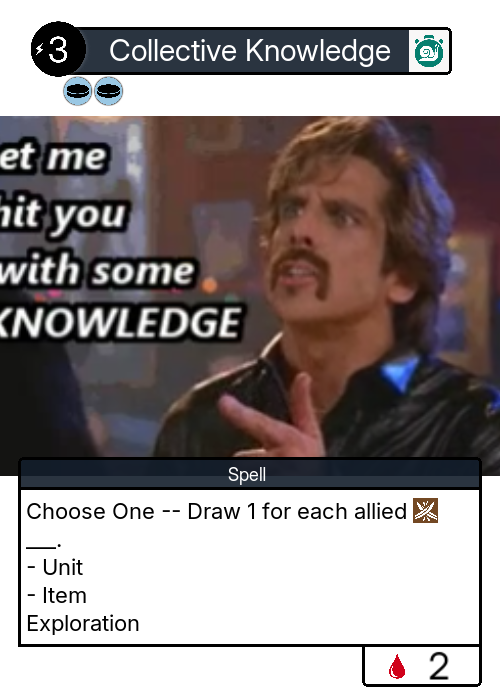 3 Collective Knowledge
et me
hit you
with some
KNOWLEDGE
Spell
Choose One -- Draw 1 for each allied
___.
- Unit
- Item
Exploration
2